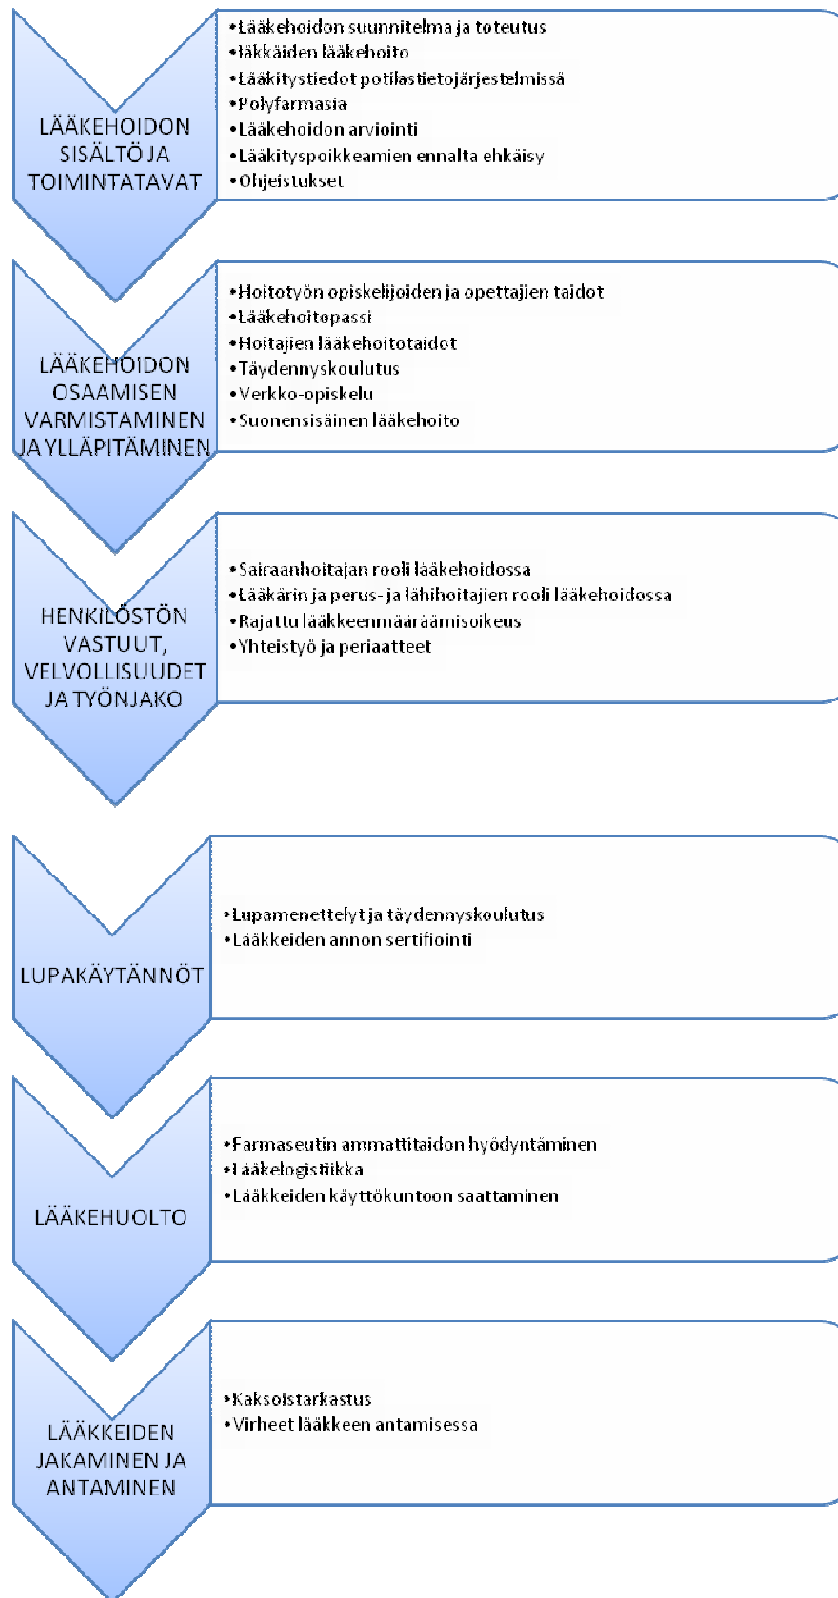 LÄÄKEHOIDON
SISÄLTÖ JA
TOIMINTATAVAT
•Lääkehoidon suunnitelma ja toteutus
•Iäkkäiden lääkehoito
•Lääkitystiedot potilastietojärjestelmissä
•Polyfarmasia
•Lääkehoidon arviointi
•Lääkityspoikkeamien ennalta ehkäisy
•Ohjeistukset
LÄÄKEHOIDON
OSAAMISEN
VARMISTAMINEN
JA YLLÄPITÄMINEN
•Hoitotyön opiskelijoiden ja opettajien taidot
•Lääkehoitopassi
•Hoitajien lääkehoitotaidot
•Täydennyskoulutus
•Verkko-opiskelu
•Suonensisäinen lääkehoito
HENKILÖSTÖN
VASTUUT,
VELVOLLISUUDET
JA TYÖNJAKO
•Sairaanhoitajan rooli lääkehoidossa
•Lääkärin ja perus- ja lähihoitajien rooli lääkehoidossa
•Rajattu lääkkeenmääräämisoikeus
•Yhteistyö ja periaatteet
LUPAKÄYTÄNNÖT
•Lupamenettelyt ja täydennyskoulutus
•Lääkkeiden annon sertifiointi
LÄÄKEHUOLTO
•Farmaseutin ammattitaidon hyödyntäminen
•Lääkelogistiikka
•Lääkkeiden käyttökuntoon saattaminen
LÄÄKKEIDEN
JAKAMINEN JA
ANTAMINEN
•Kaksoistarkastus
•Virheet lääkkeen antamisessa